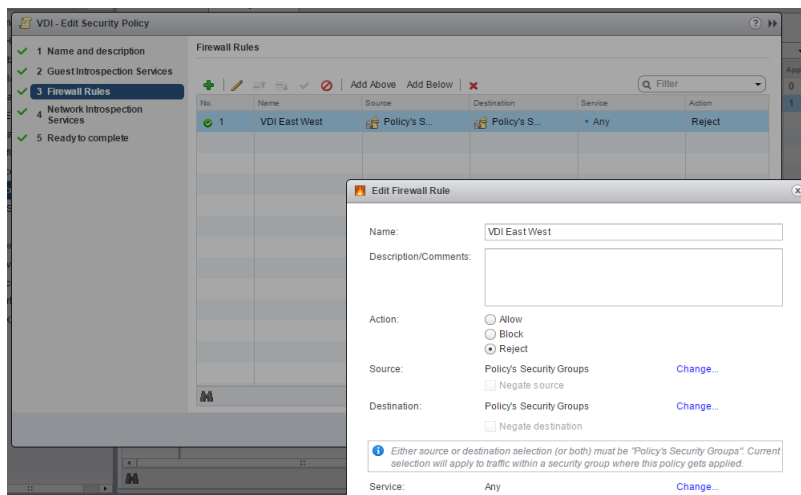 VDI - Edit Security Policy
1 Name and description
2 Guest Introspection Services
3 Firewall Rules
4 Network Introspection
Services
5 Ready to complete
Firewall Rules
Add Above Add Below
Filter
No. Name Source Destination Service Action
1 VDI East West Policy's S... Policy's S... Any Reject
App
0
1
Edit Firewall Rule
Name: VDI East West
Description/Comments:
Action: Allow
Block
Reject
Source: Policy's Security Groups Change...
Negate source
Destination: Policy's Security Groups Change...
Negate destination
Either source or destination selection (or both) must be "Policy's Security Groups". Current
selection will apply to traffic within a security group where this policy gets applied.
Service: Any Change...